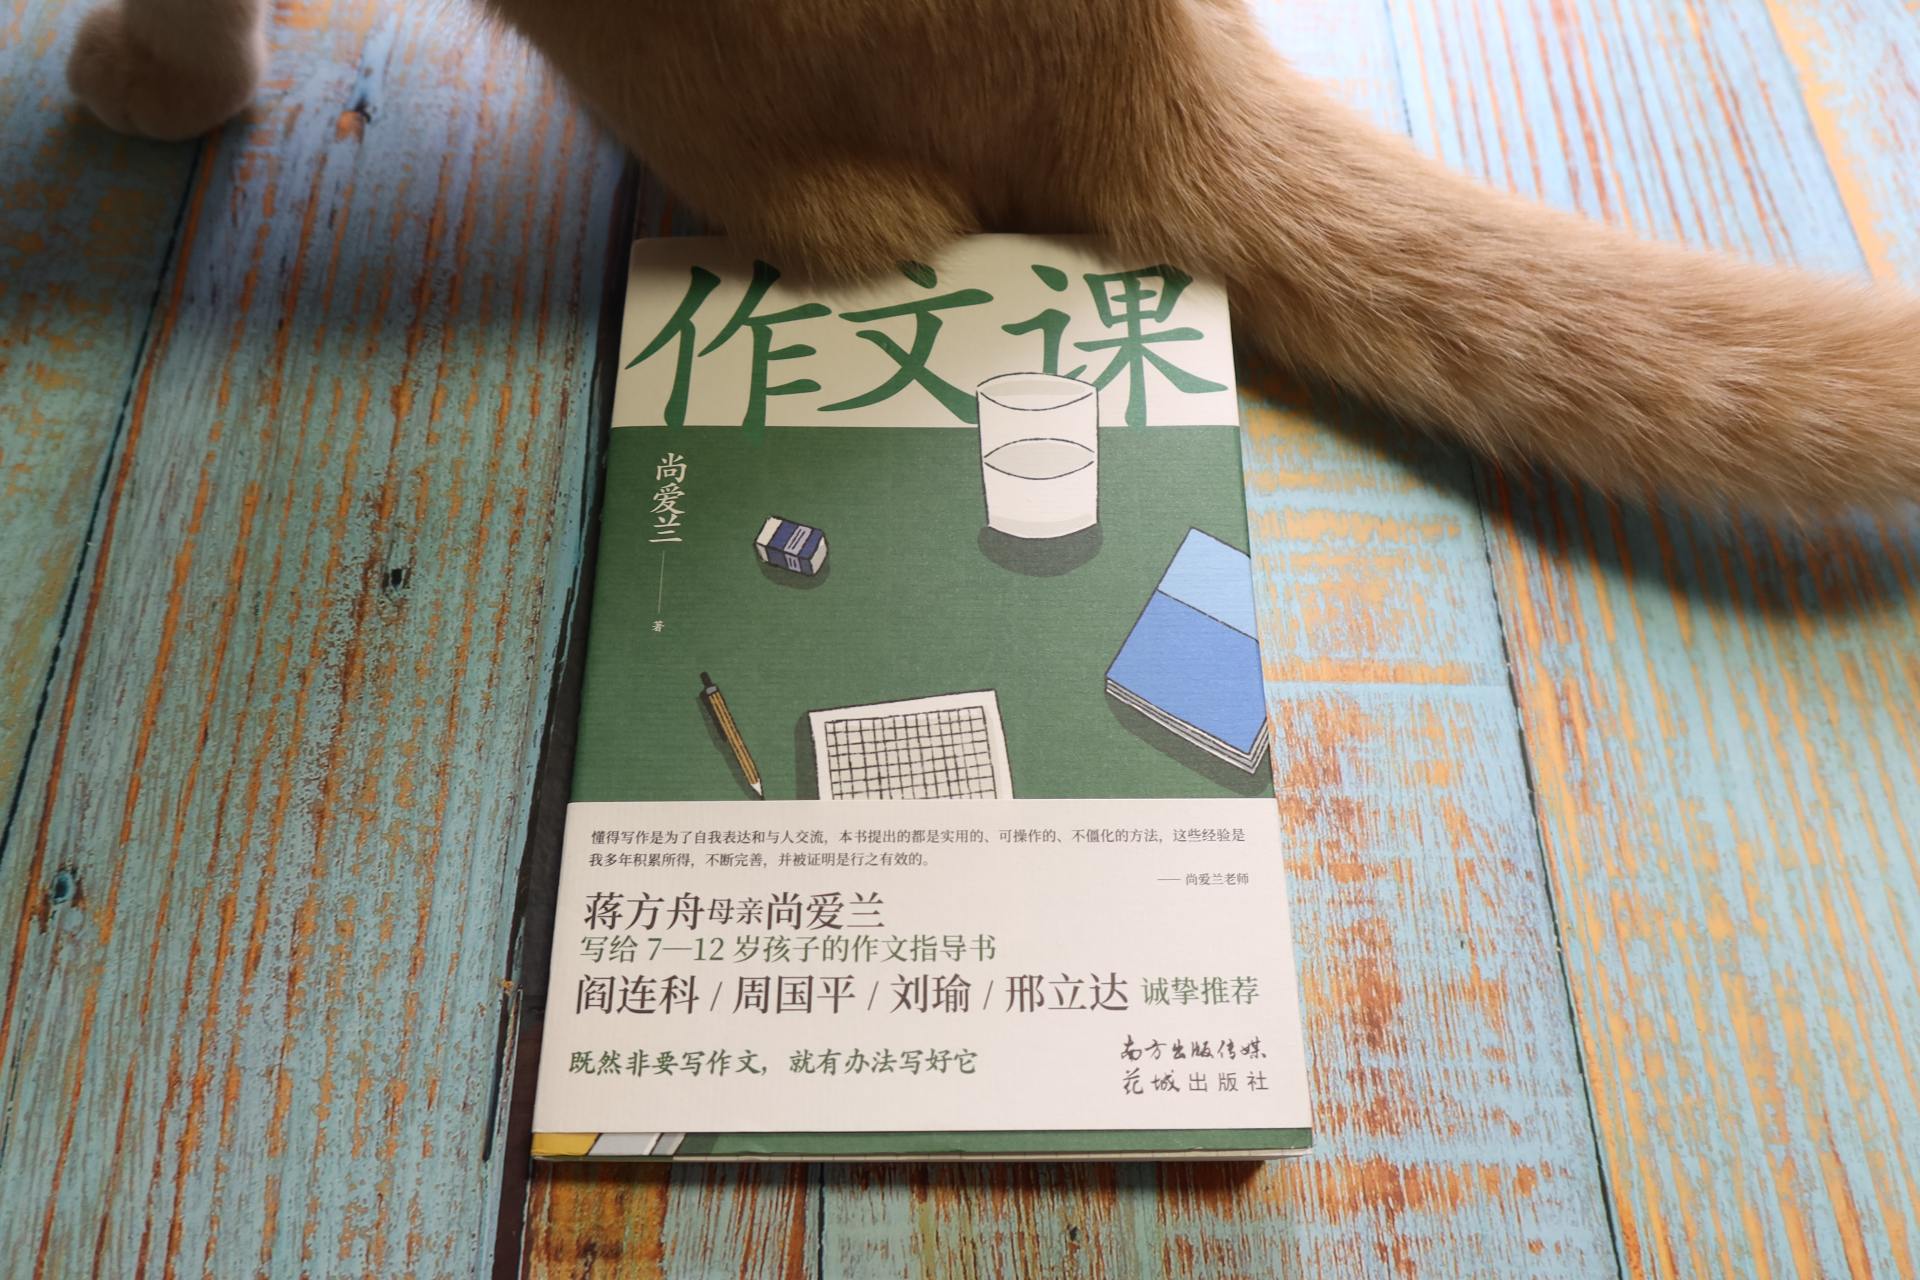 作文课
尚爱兰
著
懂得写作是为了自我表达和与人交流，本书提出的都是实用的、可操作的、不僵化的方法，这些经验是
我多年积累所得，不断完善，并被证明是行之有效的。
—— 尚爱兰老师
蒋方舟母亲尚爱兰
写给 7—12 岁孩子的作文指导书
阎连科 / 周国平 / 刘瑜 / 邢立达 诚挚推荐
既然非要写作文，就有办法写好它
南方出版传媒
花城出版社